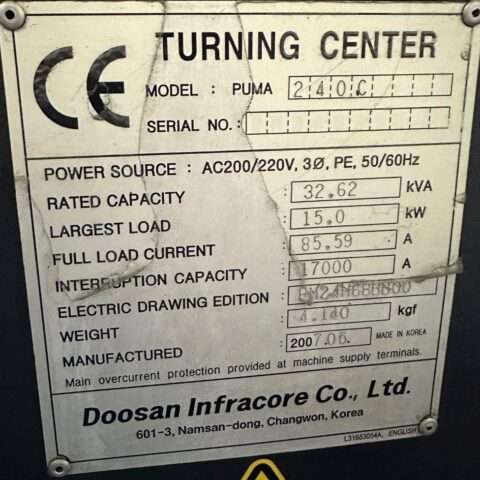 CE
TURNING CENTER
MODEL : PUMA 240C
SERIAL NO. :
POWER SOURCE : AC200/220V, 3Ø, PE, 50/60Hz
RATED CAPACITY : 32.62 kVA
LARGEST LOAD : 15.0 kW
FULL LOAD CURRENT : 85.59 A
INTERRUPTION CAPACITY : 17000 A
ELECTRIC DRAWING EDITION :
WEIGHT : 4.140 kgf
MANUFACTURED : 2007.06. MADE IN KOREA
Main overcurrent protection provided at machine supply terminals.
Doosan Infracore Co., Ltd.
601-3, Namsan-dong, Changwon, Korea
L31653054A, ENGLISH